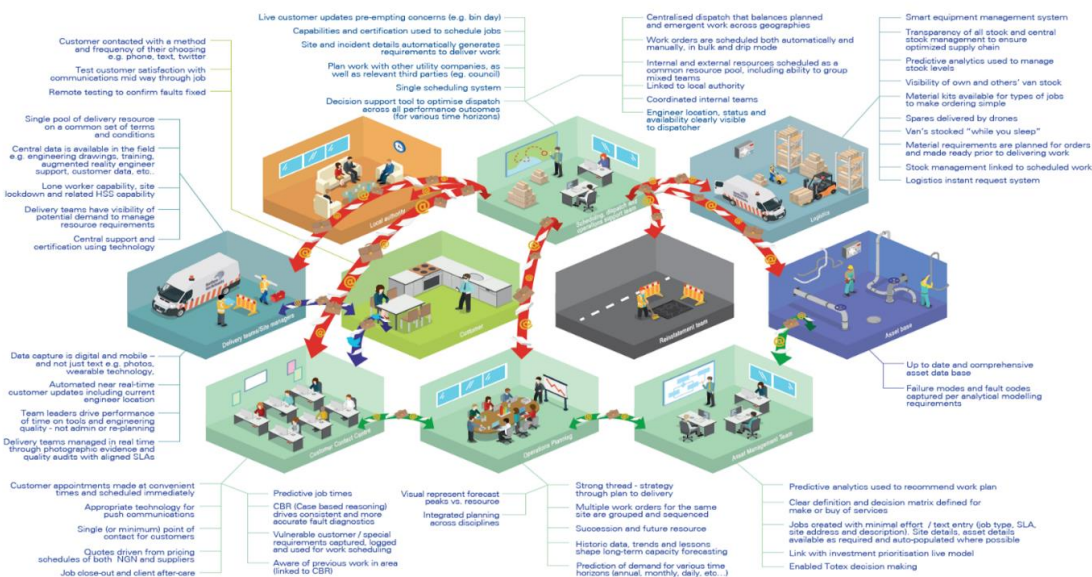 Live customer updates pre-empting concerns (e.g. bin day)
Capabilities and certification used to schedule jobs
Site and incident details automatically generates
requirements to deliver work
Plan work with other utility companies, as
well as relevant third parties (eg. council)
Single scheduling system
Decision support tool to optimise dispatch
across all performance outcomes
(for various time horizons)
Centralised dispatch that balances planned
and emergent work across geographies
Work orders are scheduled both automatically and
manually, in bulk and drip mode
Internal and external resources scheduled as a
common resource pool, including ability to group
mixed teams
Linked to local authority
Coordinated internal teams
Engineer location, status and
availability clearly visible
to dispatcher
Smart equipment management system
Transparency of all stock and central
stock management to ensure
optimized supply chain
Predictive analytics used to manage
stock levels
Visibility of own and others' van stock
Material kits available for types of jobs
to make ordering simple
Spares delivered by drones
Van's stocked "while you sleep"
Material requirements are planned for orders
and made ready prior to delivering work
Stock management linked to scheduled work
Logistics instant request system
Customer contacted with a method
and frequency of their choosing
e.g. phone, text, twitter
Test customer satisfaction with
communications mid way through job
Remote testing to confirm faults fixed
Single pool of delivery resource
on a common set of terms
and conditions
Central data is available in the field
e.g. engineering drawings, training,
augmented reality engineer
support, customer data, etc..
Lone worker capability, site
lockdown and related HSS capability
Delivery teams have visibility of
potential demand to manage
resource requirements
Central support and
certification using technology
Local authority
Scheduling, dispatch and
operations support team
Logistics
Delivery teams/Site managers
Customer
Reinstatement team
Asset base
Data capture is digital and mobile –
and not just text e.g. photos,
wearable technology.
Automated near real-time
customer updates including current
engineer location
Team leaders drive performance
of time on tools and engineering
quality - not admin or re-planning
Delivery teams managed in real time
through photographic evidence and
quality audits with aligned SLAs
Up to date and comprehensive
asset data base
Failure modes and fault codes
captured per analytical modelling
requirements
Customer Contact Centre
Operations Planning
Asset Management Team
Customer appointments made at convenient
times and scheduled immediately
Appropriate technology for
push communications
Single (or minimum) point of
contact for customers
Quotes driven from pricing
schedules of both NGN and suppliers
Job close-out and client after-care
Predictive job times
CBR (Case based reasoning)
drives consistent and more
accurate fault diagnostics
Vulnerable customer / special
requirements captured, logged
and used for work scheduling
Aware of previous work in area
(linked to CBR)
Visual represent forecast
peaks vs. resource
Integrated planning
across disciplines
Strong thread - strategy
through plan to delivery
Multiple work orders for the same
site are grouped and sequenced
Succession and future resource
Historic data, trends and lessons
shape long-term capacity forecasting
Prediction of demand for various time
horizons (annual, monthly, daily, etc...)
Predictive analytics used to recommend work plan
Clear definition and decision matrix defined for
make or buy of services
Jobs created with minimal effort / text entry (job type, SLA,
site address and description). Site details, asset details
available as required and auto-populated where possible
Link with investment prioritisation live model
Enabled Totex decision making